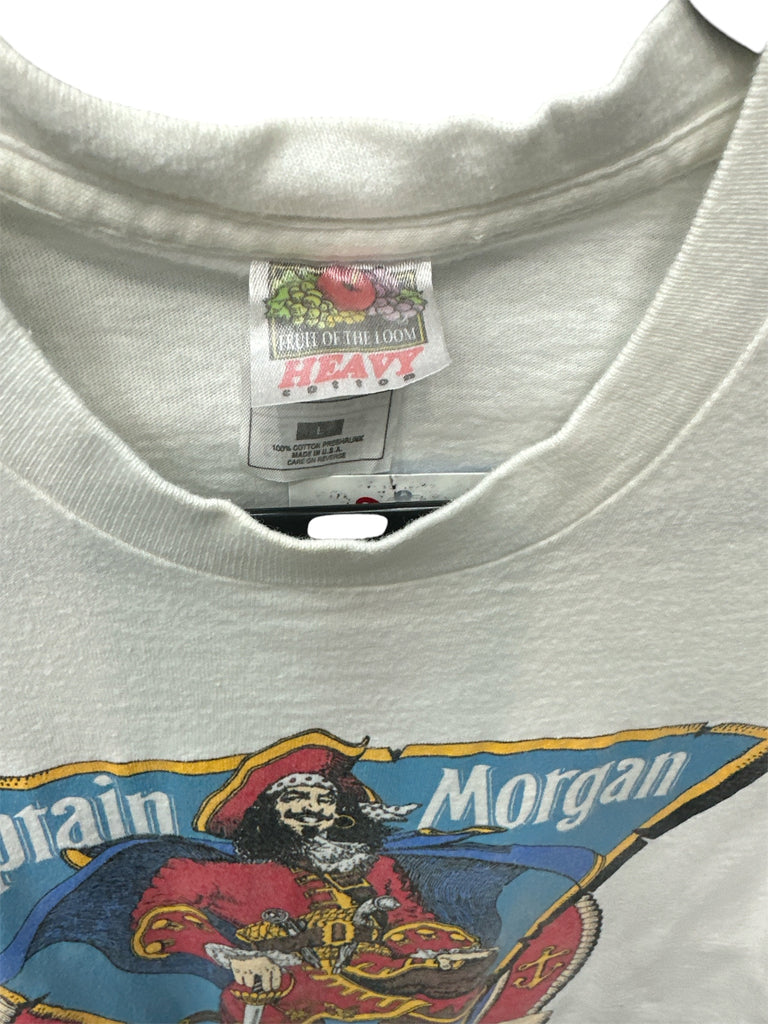 FRUIT OF THE LOOM
HEAVY
cotton
L
100% COTTON PRESHRUNK
MADE IN U.S.A.
CARE ON REVERSE
ptain Morgan